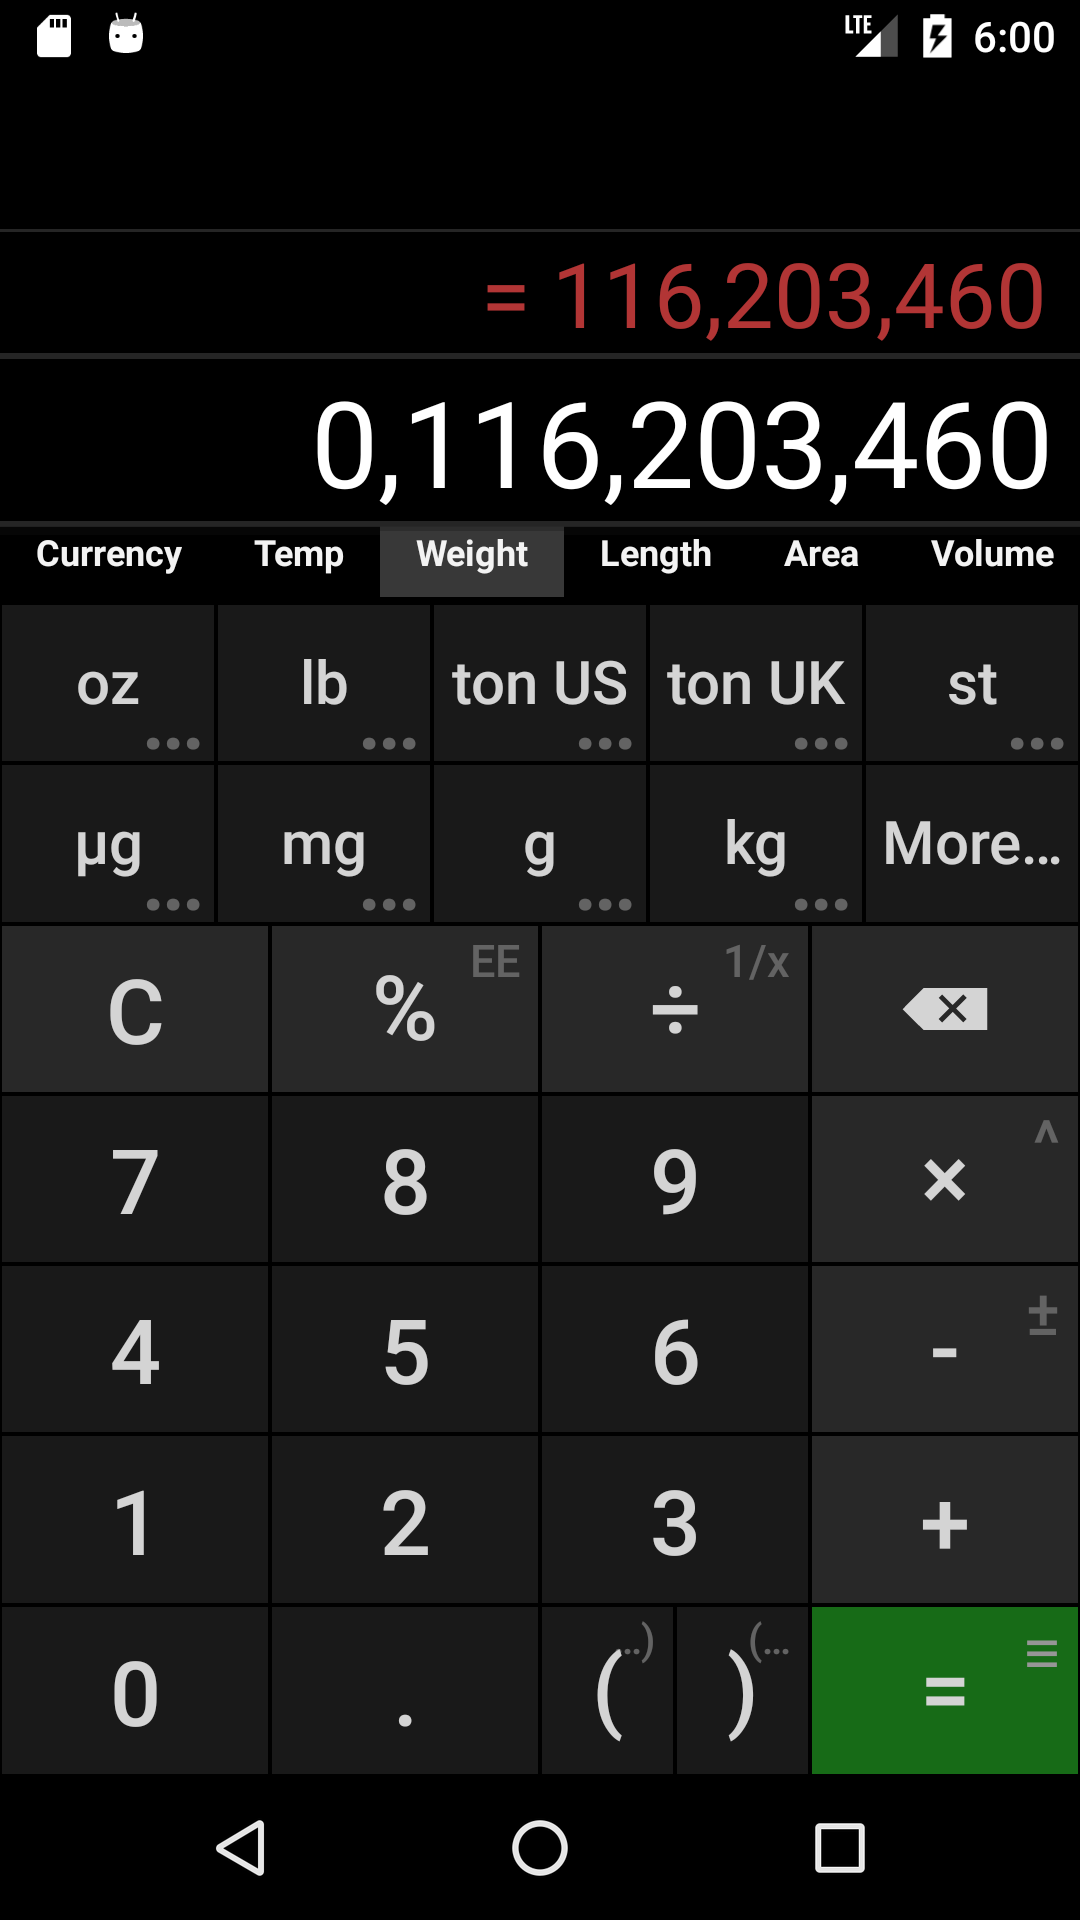 LTE 6:00
= 116,203,460
0,116,203,460
Currency Temp Weight Length Area Volume
oz lb ton US ton UK st
µg mg g kg More...
C % EE ÷ 1/x
7 8 9 × ^
4 5 6 - ±
1 2 3 +
0 . ( ..) ) (... =